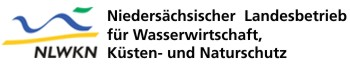 Niedersächsischer Landesbetrieb
für Wasserwirtschaft,
Küsten- und Naturschutz
NLWKN